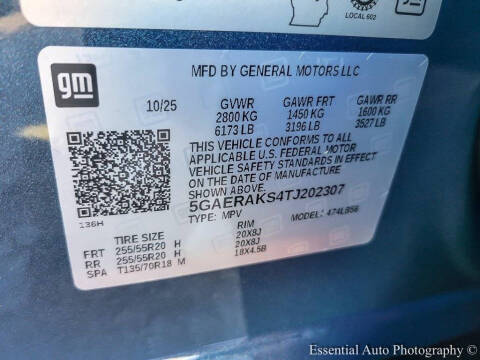 LOCAL 602
gm
MFD BY GENERAL MOTORS LLC
10/25 GVWR GAWR FRT GAWR RR
2800 KG 1450 KG 1600 KG
6173 LB 3196 LB 3527 LB
THIS VEHICLE CONFORMS TO ALL
APPLICABLE U.S. FEDERAL MOTOR
VEHICLE SAFETY STANDARDS IN EFFECT
ON THE DATE OF MANUFACTURE
SHOWN ABOVE.
5GAERAKS4TJ202307
136H
TYPE: MPV MODEL: 474LB56
TIRE SIZE RIM
FRT 255/55R20 H 20X8J
RR 255/55R20 H 20X8J
SPA T135/70R18 M 18X4.5B
Essential Auto Photography © Today